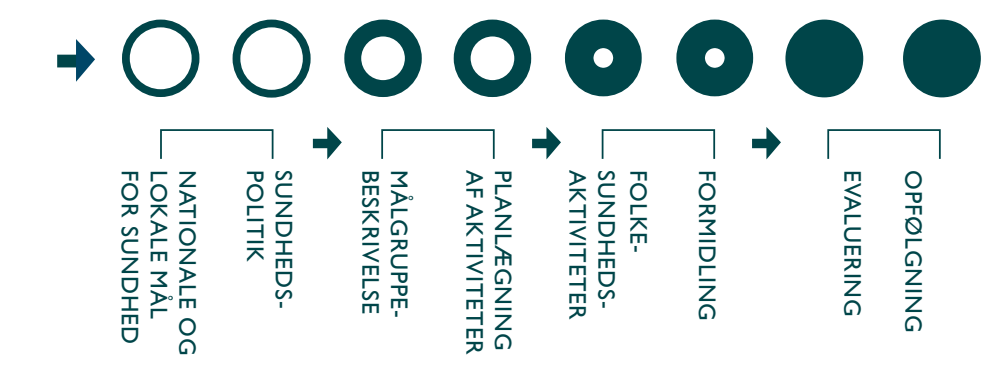 NATIONALE OG
LOKALE MÅL
FOR SUNDHED
SUNDHEDS-
POLITIK
MÅLGRUPPE-
BESKRIVELSE
PLANLÆGNING
AF AKTIVITETER
FOLKE-
SUNDHEDS-
AKTIVITETER
FORMIDLING
EVALUERING
OPFØLGNING